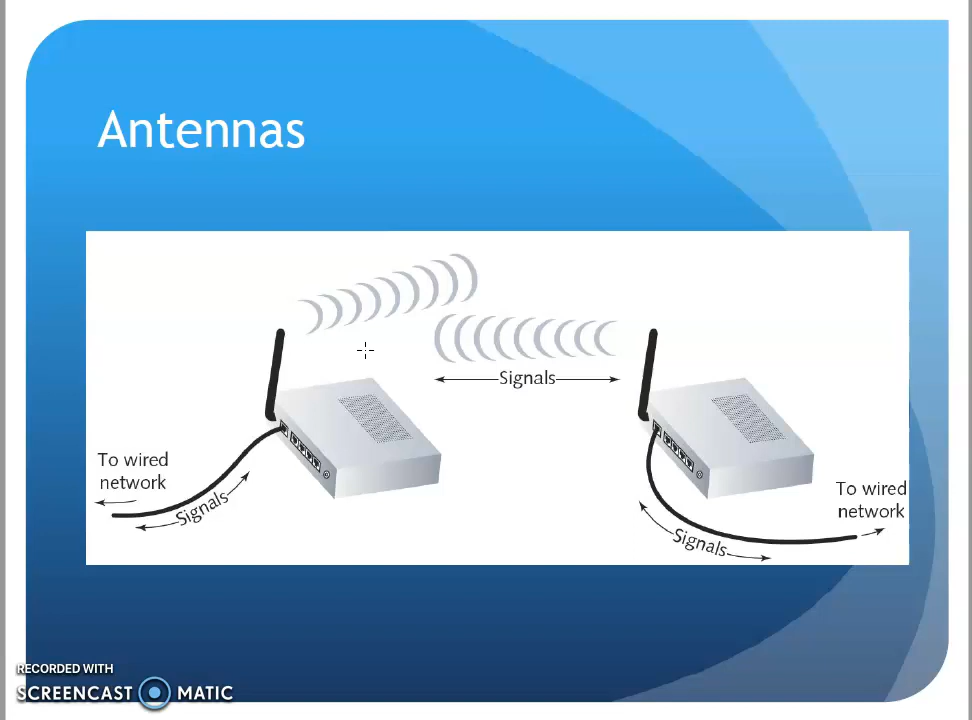 Antennas
Signals
To wired
network
Signals
To wired
network
Signals
RECORDED WITH
SCREENCAST MATIC